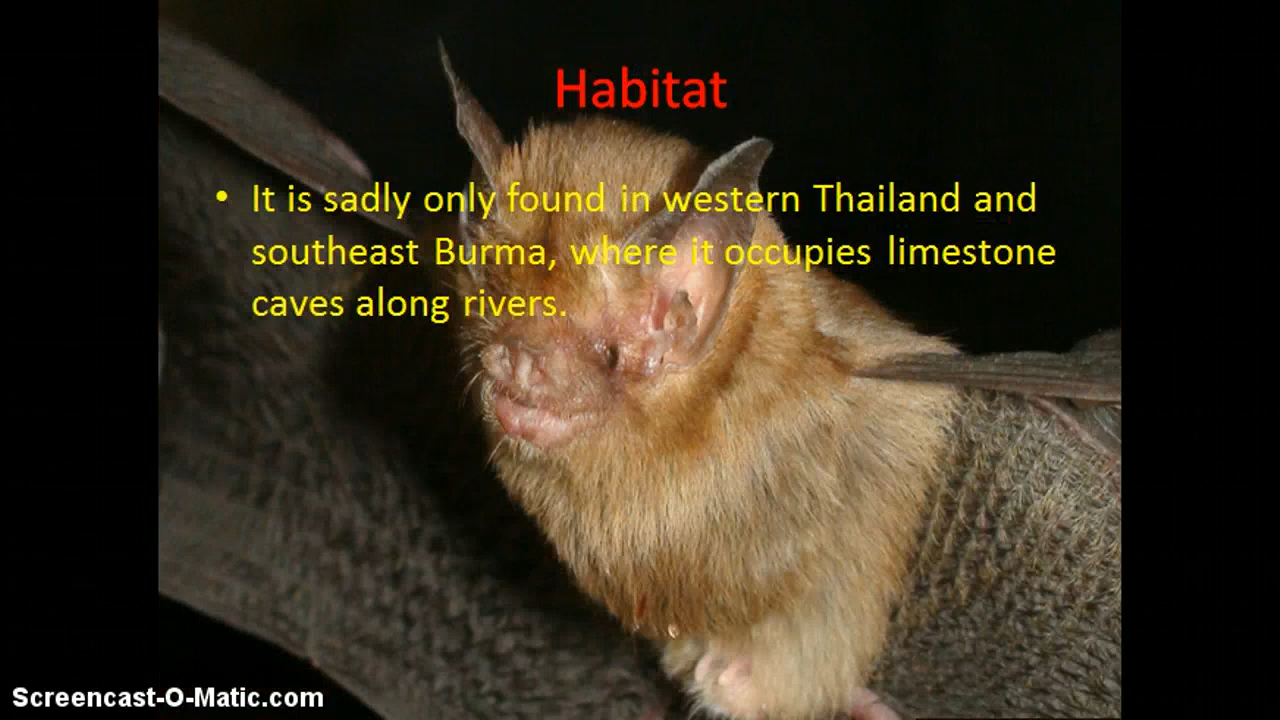 Habitat
• It is sadly only found in western Thailand and
southeast Burma, where it occupies limestone
caves along rivers.
Screencast-O-Matic.com